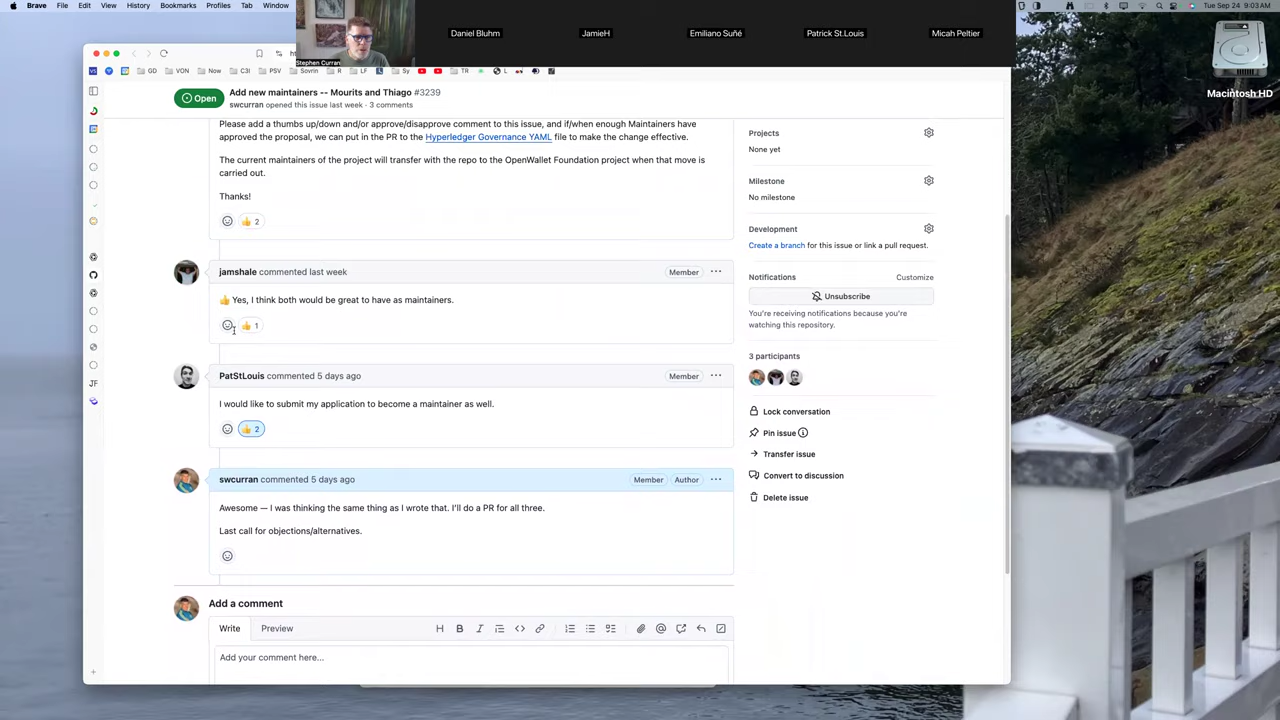 Brave File Edit View History Bookmarks Profiles Tab Window
Tue Sep 24 9:03 AM
Stephen Curran
Daniel Bluhm
JamieH
Emiliano Suñé
Patrick St.Louis
Micah Peltier
Macintosh HD
GD VON Now C3I PSV Sovrin R LF Sy TR L
Open
Add new maintainers -- Mourits and Thiago #3239
swcurran opened this issue last week · 3 comments
Please add a thumbs up/down and/or approve/disapprove comment to this issue, and if/when enough Maintainers have
approved the proposal, we can put in the PR to the Hyperledger Governance YAML file to make the change effective.
The current maintainers of the project will transfer with the repo to the OpenWallet Foundation project when that move is
carried out.
Thanks!
👍 2
jamshale commented last week
Member
👍 Yes, I think both would be great to have as maintainers.
👍 1
PatStLouis commented 5 days ago
Member
I would like to submit my application to become a maintainer as well.
👍 2
swcurran commented 5 days ago
Member Author
Awesome — I was thinking the same thing as I wrote that. I'll do a PR for all three.
Last call for objections/alternatives.
Add a comment
Write Preview
Add your comment here...
Projects
None yet
Milestone
No milestone
Development
Create a branch for this issue or link a pull request.
Notifications Customize
Unsubscribe
You're receiving notifications because you're
watching this repository.
3 participants
Lock conversation
Pin issue
Transfer issue
Convert to discussion
Delete issue
JF